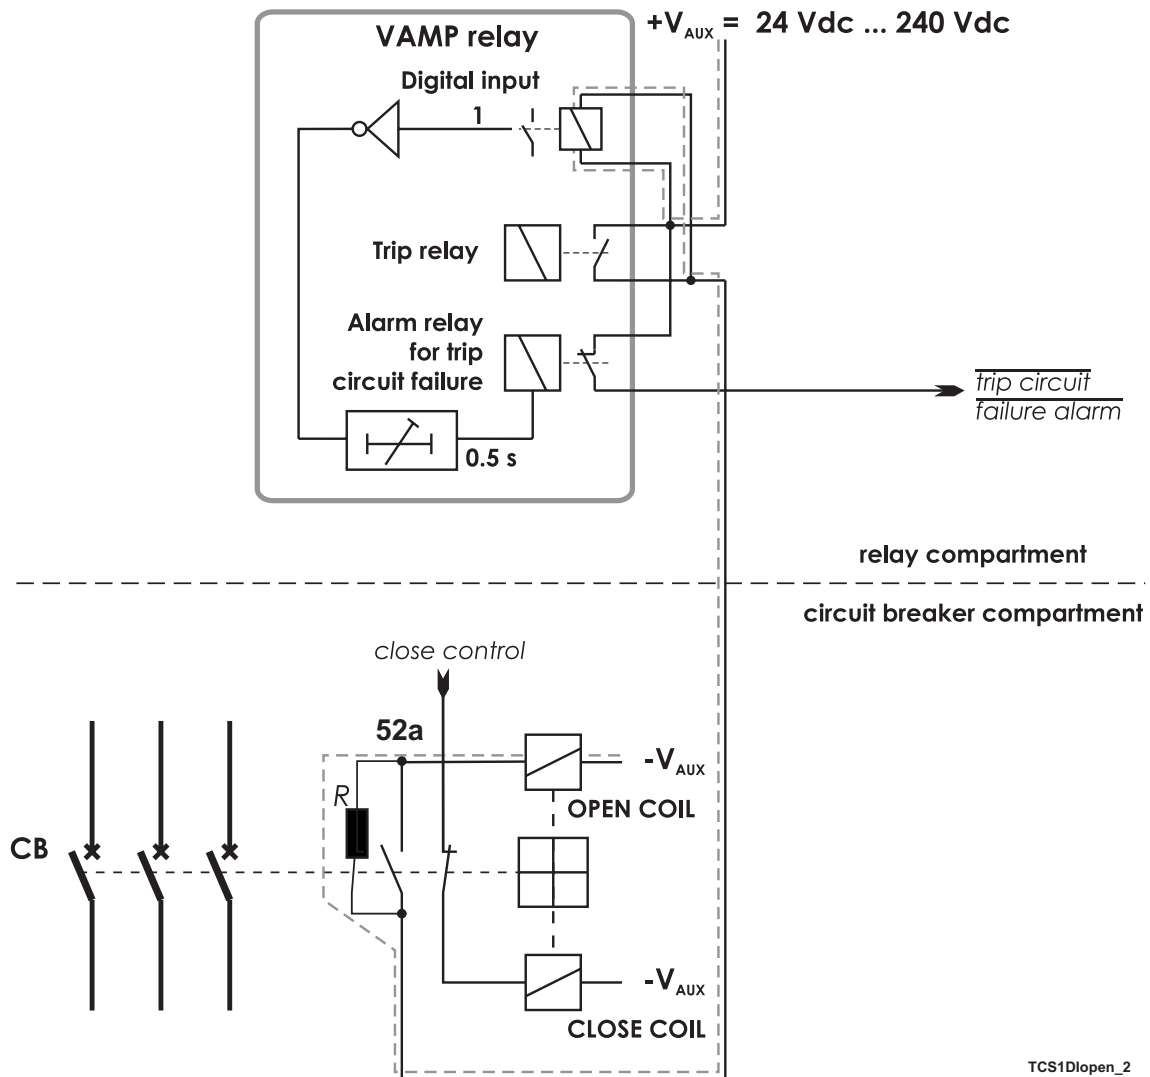 +VAUX = 24 Vdc ... 240 Vdc
VAMP relay
Digital input
1
Trip relay
Alarm relay
for trip
circuit failure
0.5 s
trip circuit
failure alarm
relay compartment
circuit breaker compartment
close control
52a
-VAUX
R
OPEN COIL
CB
-VAUX
CLOSE COIL
TCS1DIopen_2